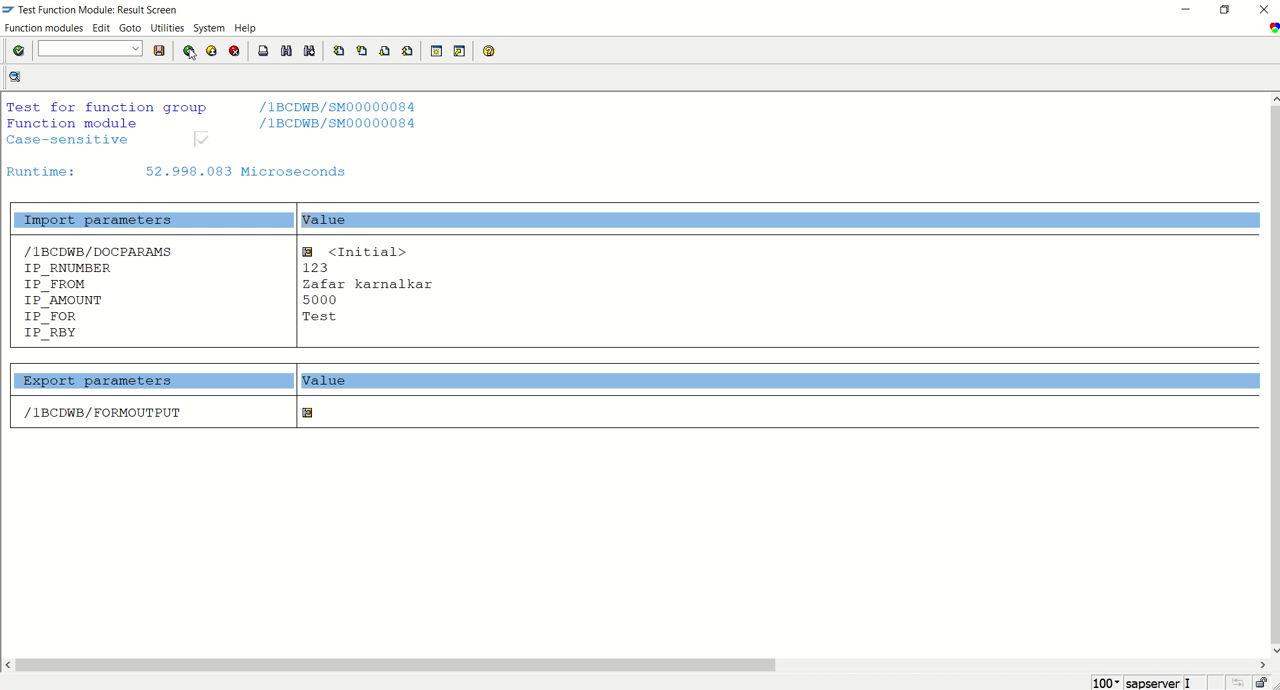 Test Function Module: Result Screen
Function modules Edit Goto Utilities System Help
Test for function group /1BCDWB/SM00000084
Function module /1BCDWB/SM00000084
Case-sensitive
Runtime: 52.998.083 Microseconds
Import parameters Value
/1BCDWB/DOCPARAMS <Initial>
IP_RNUMBER 123
IP_FROM Zafar karnalkar
IP_AMOUNT 5000
IP_FOR Test
IP_RBY
Export parameters Value
/1BCDWB/FORMOUTPUT
100 sapserver